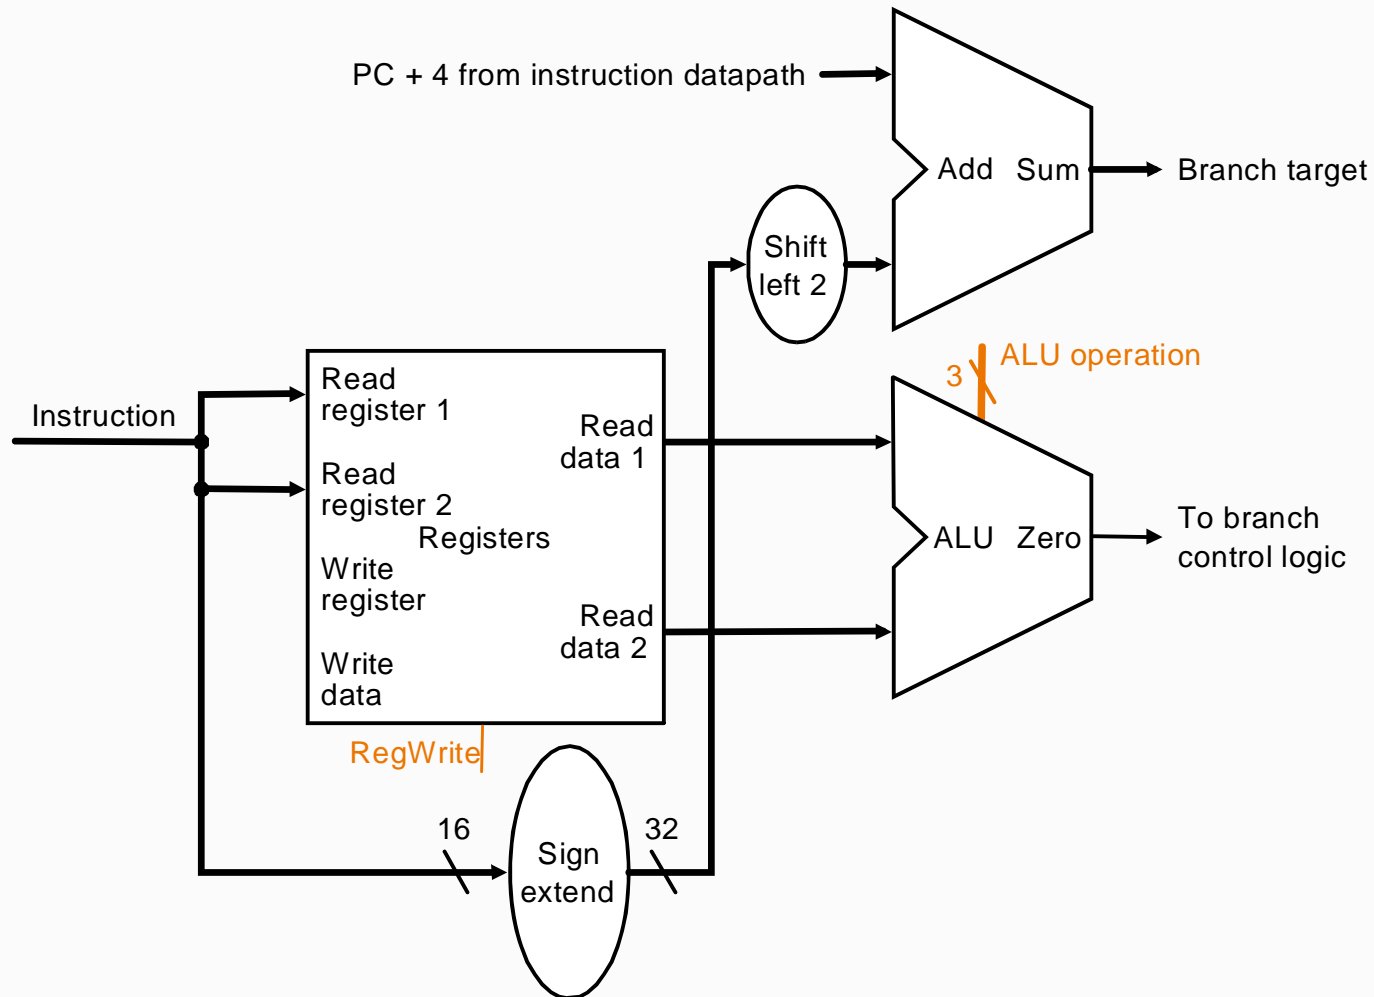 PC + 4 from instruction datapath
Add Sum
Branch target
Shift
left 2
ALU operation
3
Instruction
Read
register 1
Read
data 1
Read
register 2
Registers
ALU Zero
To branch
control logic
Write
register
Read
data 2
Write
data
RegWrite
16
32
Sign
extend